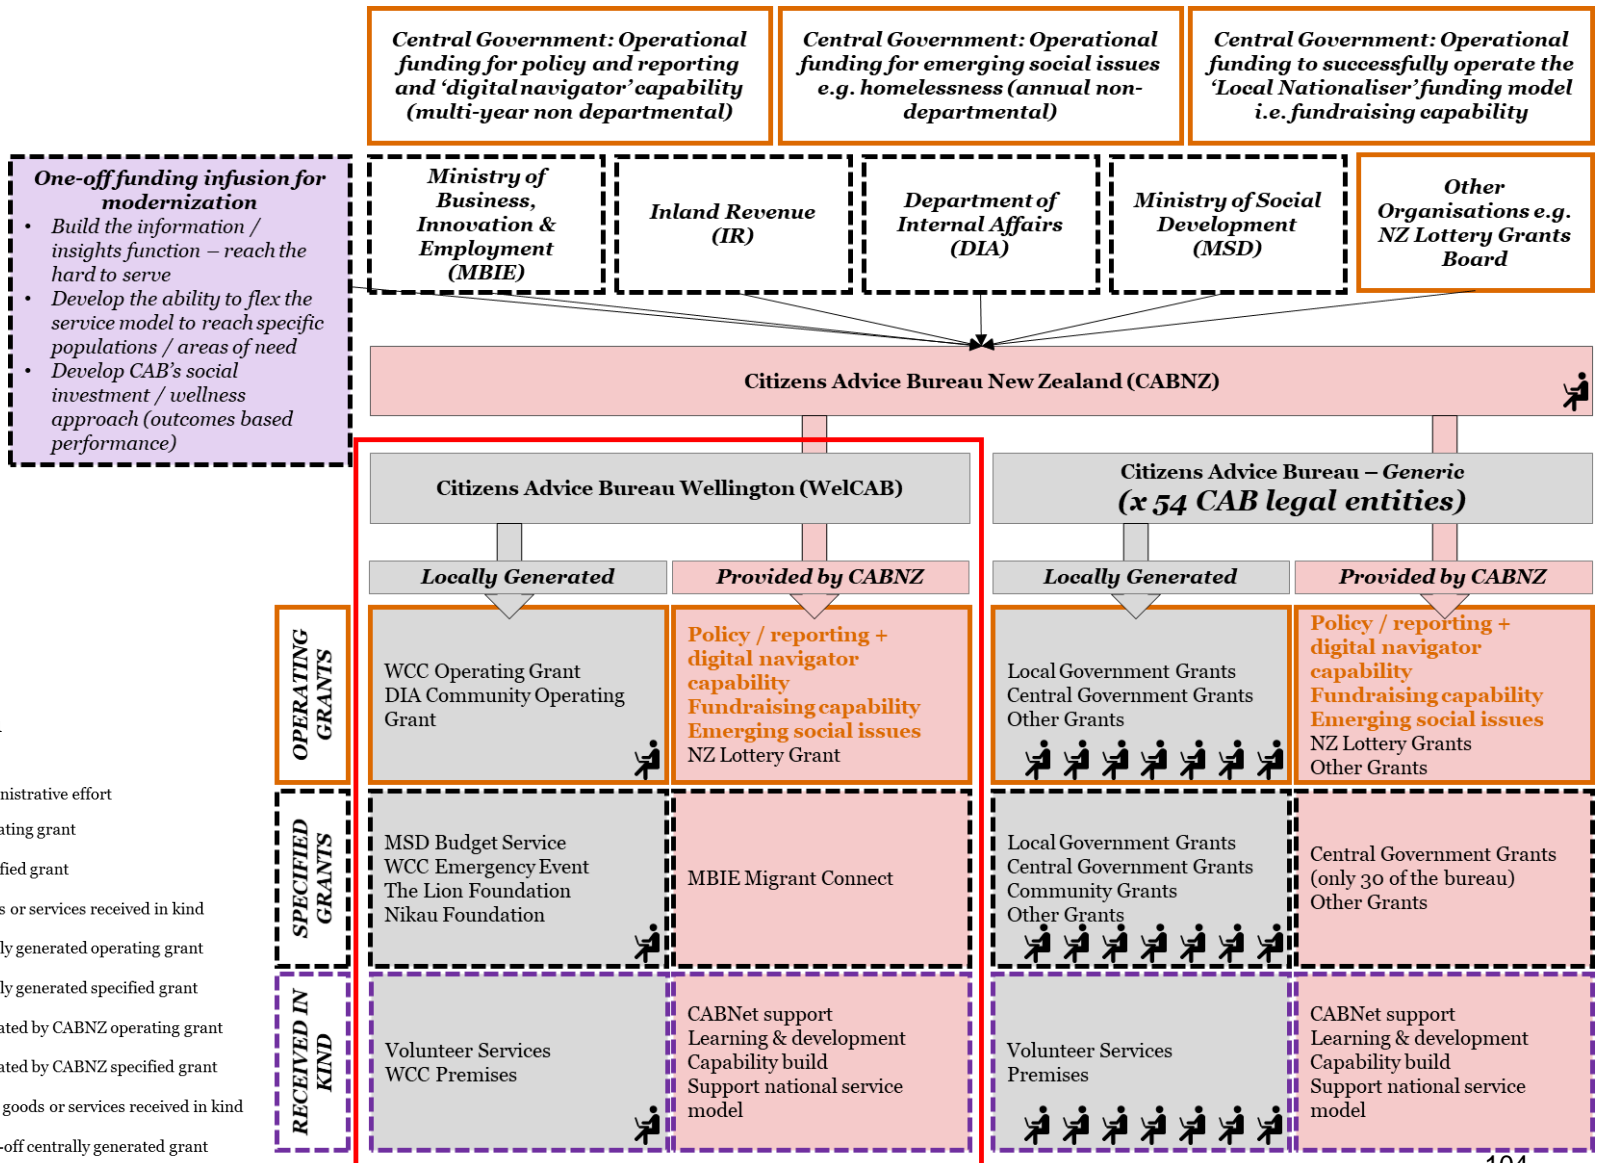 Central Government: Operational
funding for policy and reporting
and ‘digital navigator’ capability
(multi-year non departmental)
Central Government: Operational
funding for emerging social issues
e.g. homelessness (annual non-
departmental)
Central Government: Operational
funding to successfully operate the
‘Local Nationaliser’ funding model
i.e. fundraising capability
One-off funding infusion for
modernization
• Build the information /
insights function – reach the
hard to serve
• Develop the ability to flex the
service model to reach specific
populations / areas of need
• Develop CAB’s social
investment / wellness
approach (outcomes based
performance)
Ministry of
Business,
Innovation &
Employment
(MBIE)
Inland Revenue
(IR)
Department of
Internal Affairs
(DIA)
Ministry of Social
Development
(MSD)
Other
Organisations e.g.
NZ Lottery Grants
Board
Citizens Advice Bureau New Zealand (CABNZ)
Citizens Advice Bureau Wellington (WelCAB)
Citizens Advice Bureau – Generic
(x 54 CAB legal entities)
Locally Generated
Provided by CABNZ
Locally Generated
Provided by CABNZ
OPERATING
GRANTS
WCC Operating Grant
DIA Community Operating
Grant
Policy / reporting +
digital navigator
capability
Fundraising capability
Emerging social issues
NZ Lottery Grant
Local Government Grants
Central Government Grants
Other Grants
Policy / reporting +
digital navigator
capability
Fundraising capability
Emerging social issues
NZ Lottery Grants
Other Grants
SPECIFIED
GRANTS
MSD Budget Service
WCC Emergency Event
The Lion Foundation
Nikau Foundation
MBIE Migrant Connect
Local Government Grants
Central Government Grants
Community Grants
Other Grants
Central Government Grants
(only 30 of the bureau)
Other Grants
RECEIVED IN
KIND
Volunteer Services
WCC Premises
CABNet support
Learning & development
Capability build
Support national service
model
Volunteer Services
Premises
CABNet support
Learning & development
Capability build
Support national service
model
nistrative effort
ating grant
fied grant
s or services received in kind
ly generated operating grant
ly generated specified grant
ated by CABNZ operating grant
ated by CABNZ specified grant
goods or services received in kind
-off centrally generated grant